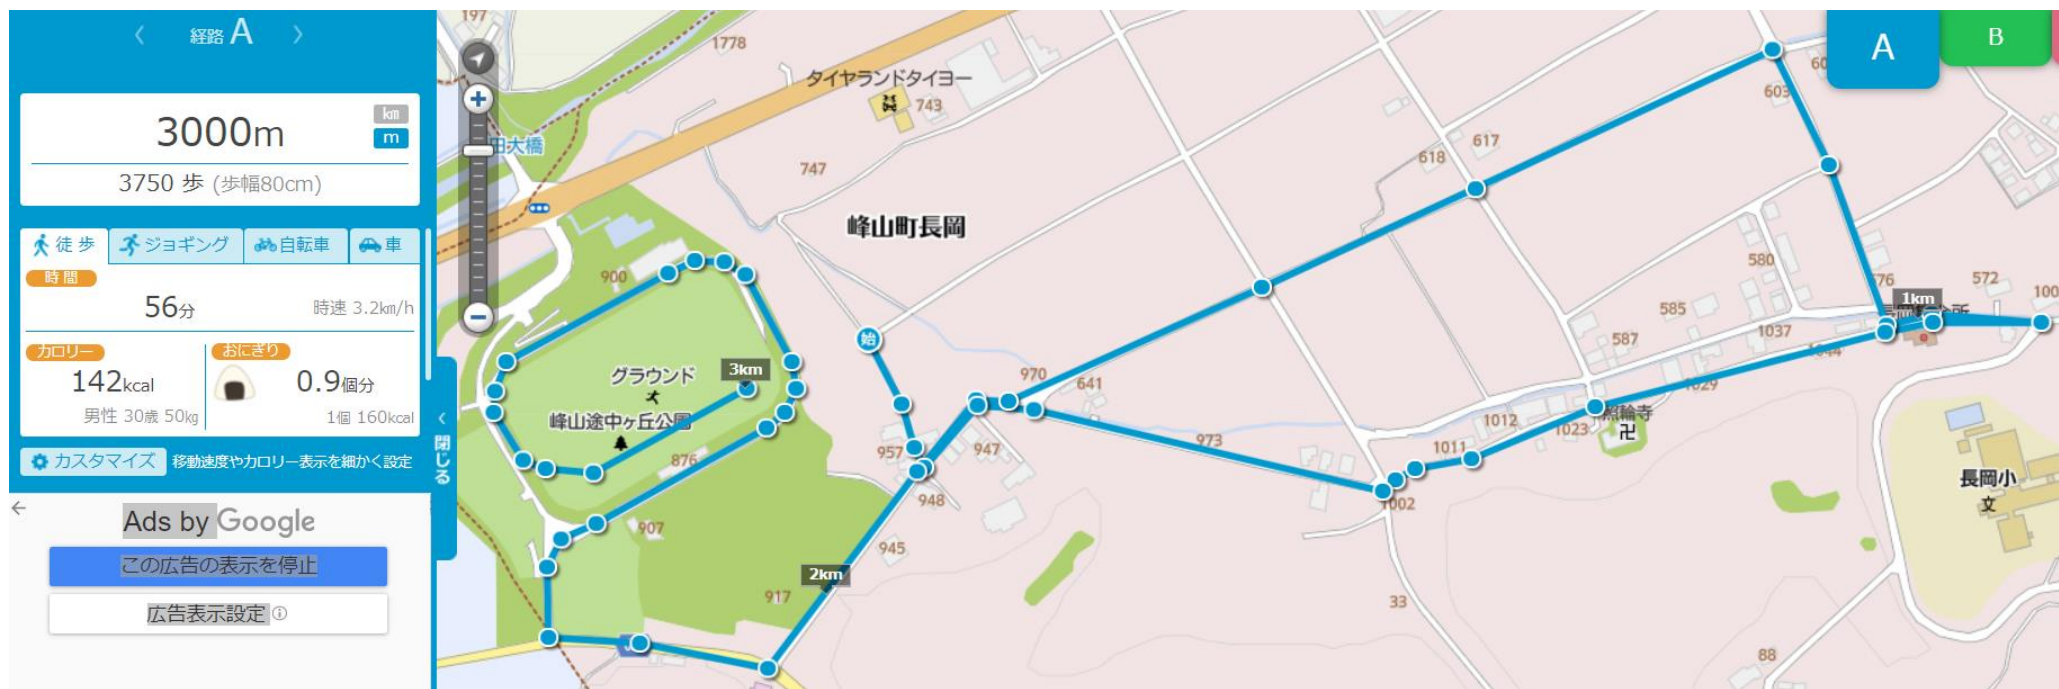 経路 A
3000m
km
m
3750 歩 (歩幅80cm)
徒歩
ジョギング
自転車
車
時間
56分
時速 3.2km/h
カロリー
142kcal
男性 30歳 50kg
おにぎり
0.9個分
1個 160kcal
カスタマイズ
移動速度やカロリー表示を細かく設定
Ads by Google
この広告の表示を停止
広告表示設定
閉じる
A
B
197
1778
タイヤランドタイヨー
743
田大橋
747
峰山町長岡
900
グラウンド
峰山途中ヶ丘公園
876
907
917
3km
始
957
948
947
945
970
641
973
2km
618
617
603
580
585
587
576
572
1km
1037
1044
1029
1023
1012
1011
1002
照輪寺
長岡小
文
33
88